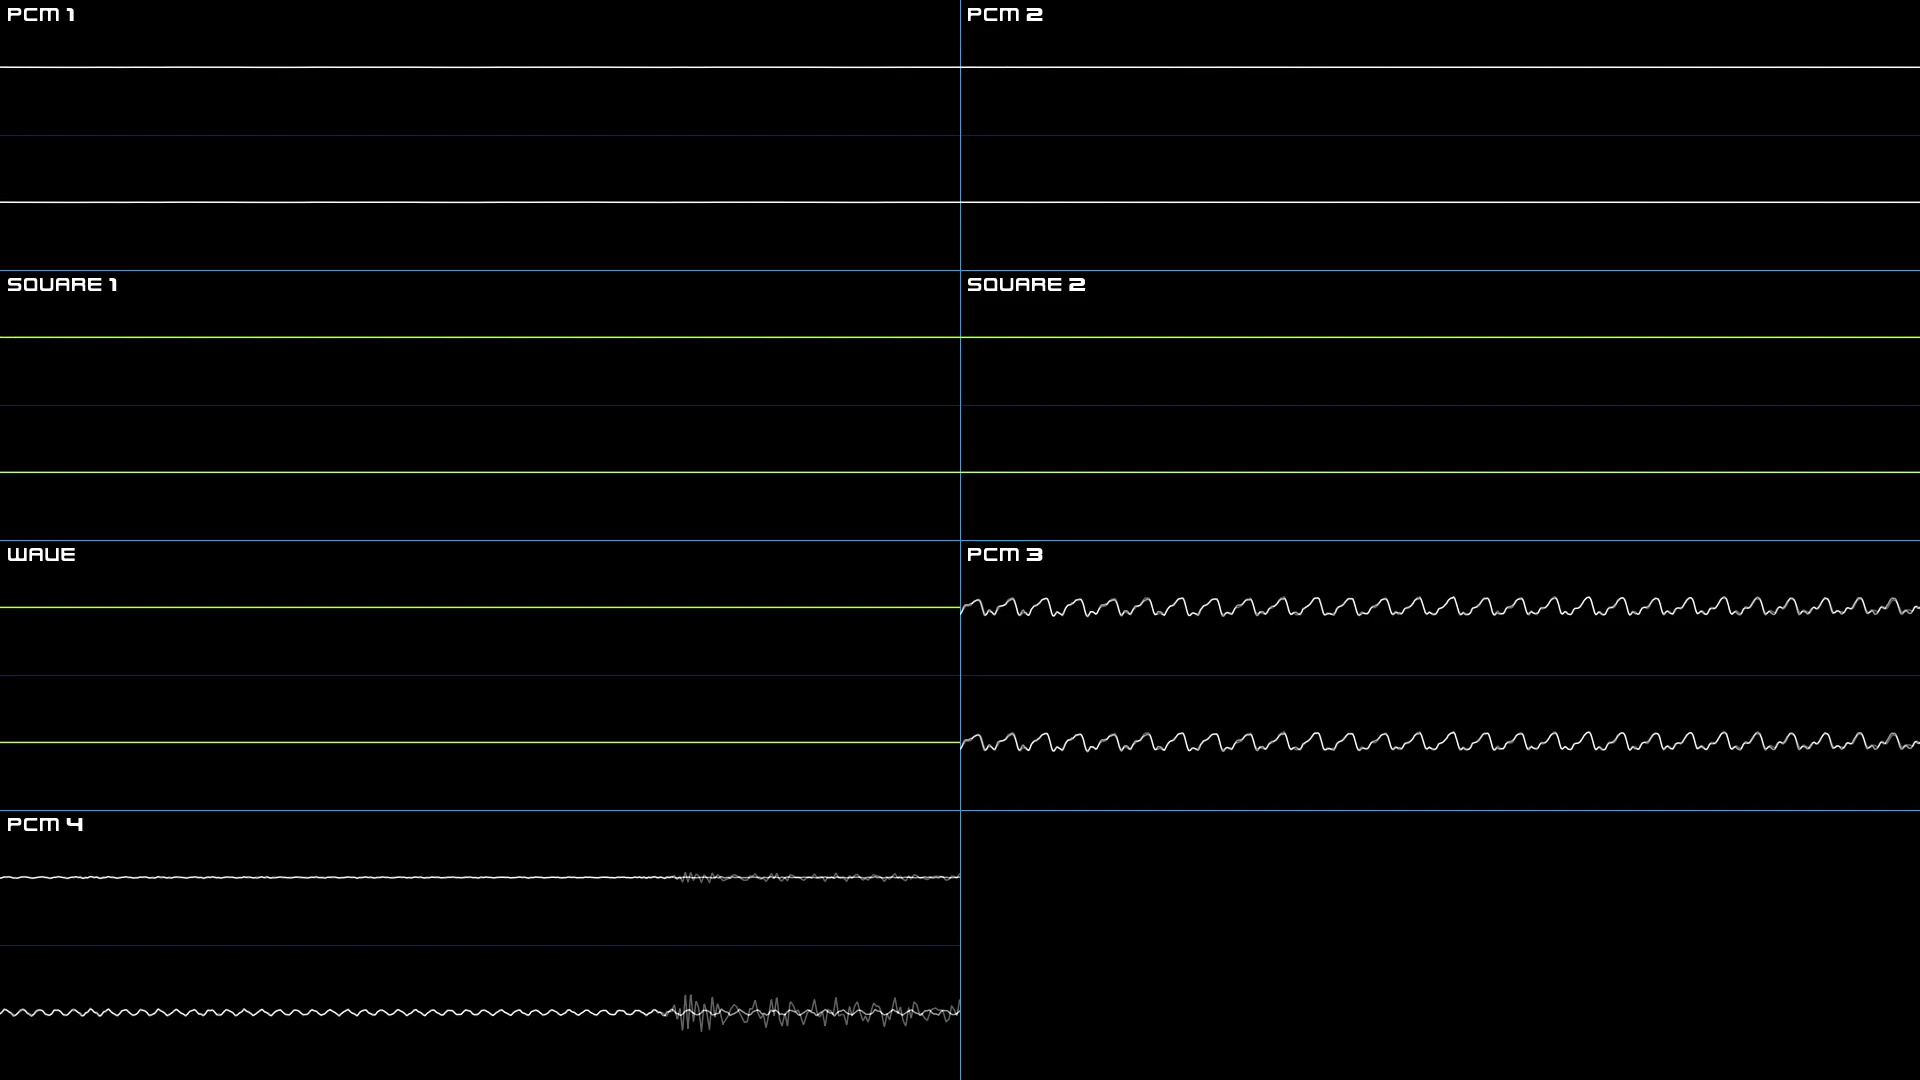 PCM 1
PCM 2
SQUARE 1
SQUARE 2
WAVE
PCM 3
PCM 4